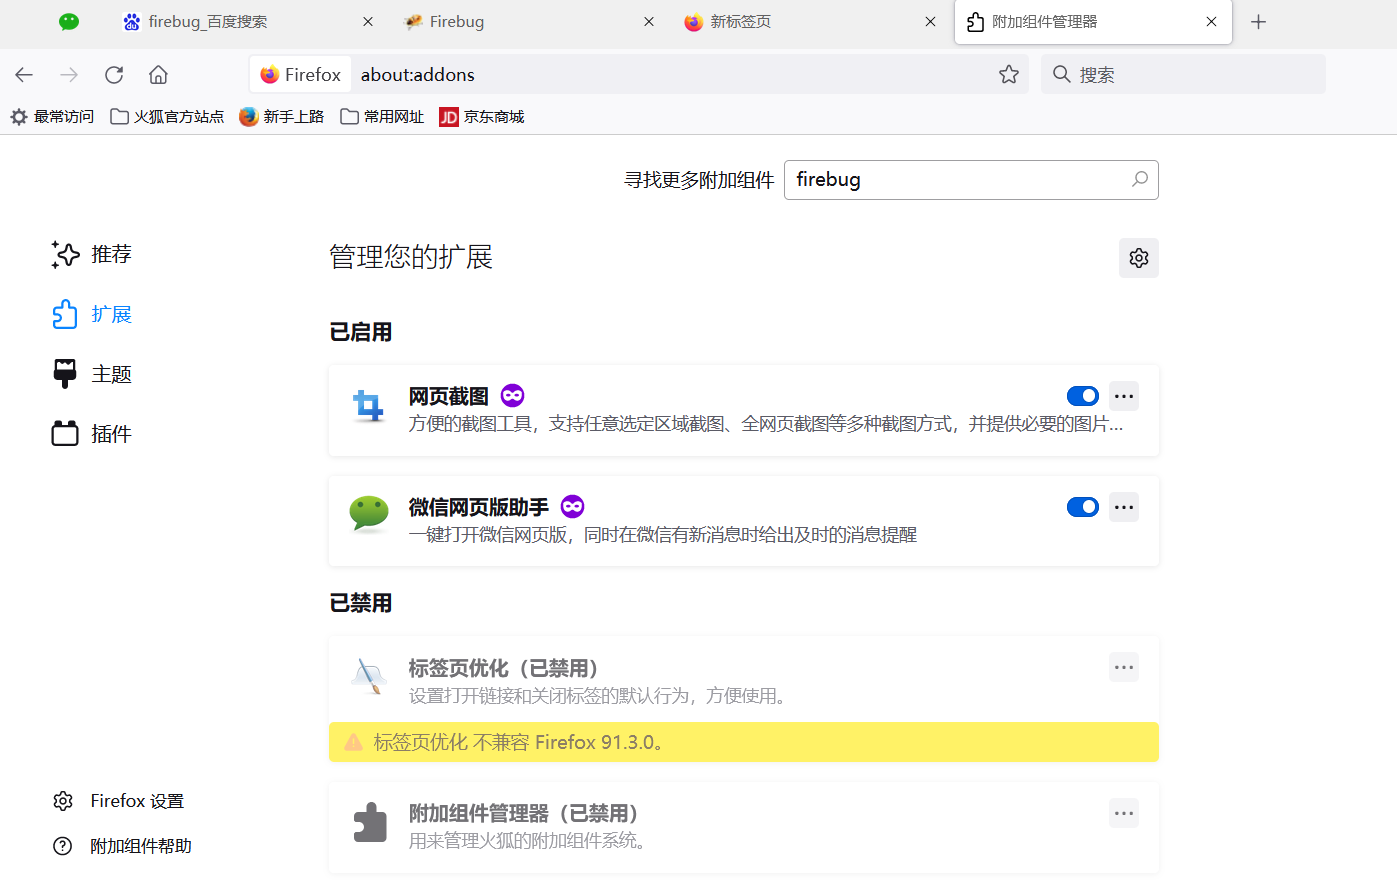 firebug_百度搜索
Firebug
新标签页
附加组件管理器
Firefox
about:addons
搜索
最常访问
火狐官方站点
新手上路
常用网址
JD
京东商城
寻找更多附加组件
firebug
推荐
扩展
主题
插件
管理您的扩展
已启用
网页截图
方便的截图工具，支持任意选定区域截图、全网页截图等多种截图方式，并提供必要的图片...
微信网页版助手
一键打开微信网页版，同时在微信有新消息时给出及时的消息提醒
已禁用
标签页优化（已禁用）
设置打开链接和关闭标签的默认行为，方便使用。
标签页优化 不兼容 Firefox 91.3.0。
附加组件管理器（已禁用）
用来管理火狐的附加组件系统。
Firefox 设置
附加组件帮助